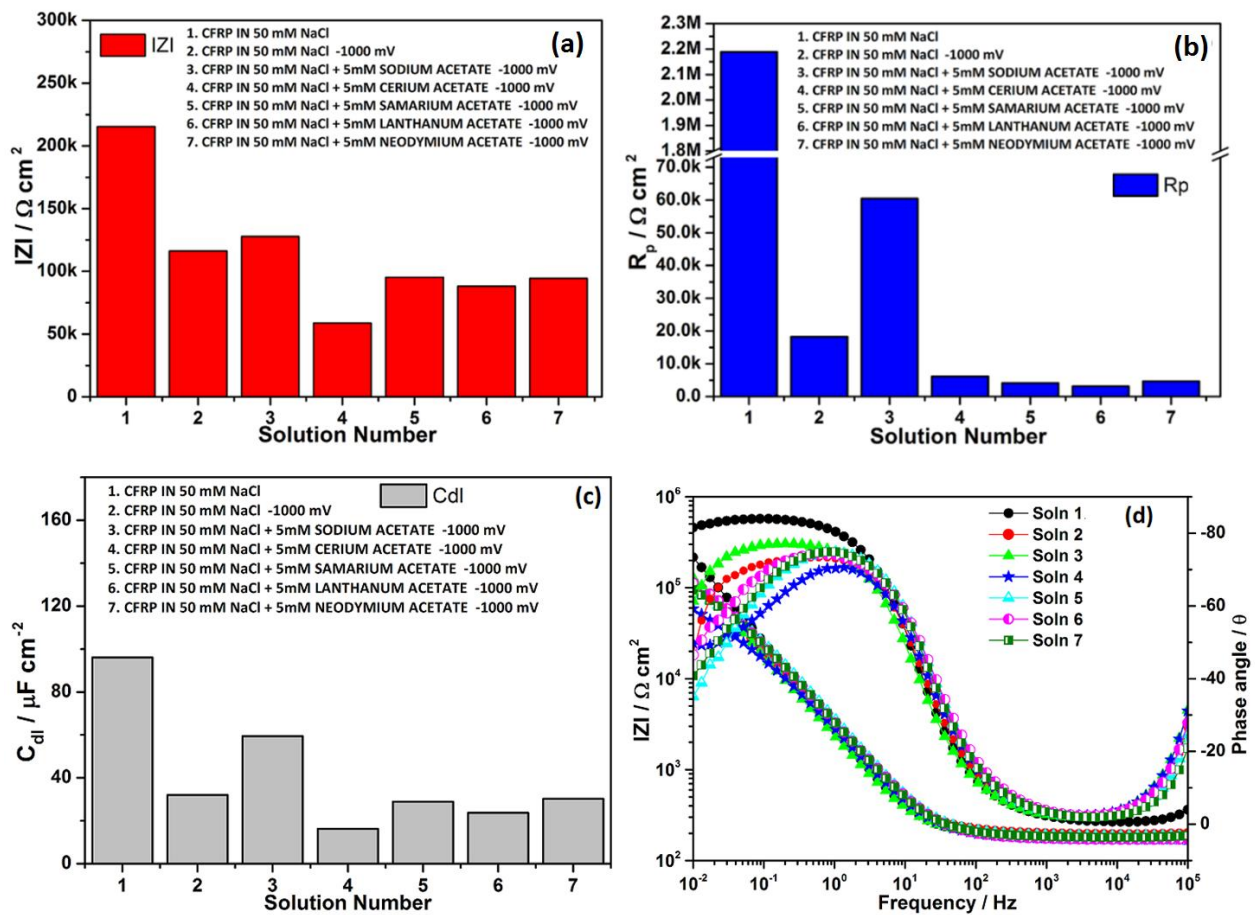 300k
250k
200k
150k
100k
50k
0
IZI / Ω cm²
IZI
(a)
1. CFRP IN 50 mM NaCl
2. CFRP IN 50 mM NaCl -1000 mV
3. CFRP IN 50 mM NaCl + 5mM SODIUM ACETATE -1000 mV
4. CFRP IN 50 mM NaCl + 5mM CERIUM ACETATE -1000 mV
5. CFRP IN 50 mM NaCl + 5mM SAMARIUM ACETATE -1000 mV
6. CFRP IN 50 mM NaCl + 5mM LANTHANUM ACETATE -1000 mV
7. CFRP IN 50 mM NaCl + 5mM NEODYMIUM ACETATE -1000 mV
1 2 3 4 5 6 7
Solution Number
2.3M
2.2M
2.1M
2.0M
1.9M
1.8M
70.0k
60.0k
50.0k
40.0k
30.0k
20.0k
10.0k
0.0
Rp / Ω cm²
(b)
1. CFRP IN 50 mM NaCl
2. CFRP IN 50 mM NaCl -1000 mV
3. CFRP IN 50 mM NaCl + 5mM SODIUM ACETATE -1000 mV
4. CFRP IN 50 mM NaCl + 5mM CERIUM ACETATE -1000 mV
5. CFRP IN 50 mM NaCl + 5mM SAMARIUM ACETATE -1000 mV
6. CFRP IN 50 mM NaCl + 5mM LANTHANUM ACETATE -1000 mV
7. CFRP IN 50 mM NaCl + 5mM NEODYMIUM ACETATE -1000 mV
Rp
1 2 3 4 5 6 7
Solution Number
160
120
80
40
0
Cdl / μF cm⁻²
Cdl
(c)
1. CFRP IN 50 mM NaCl
2. CFRP IN 50 mM NaCl -1000 mV
3. CFRP IN 50 mM NaCl + 5mM SODIUM ACETATE -1000 mV
4. CFRP IN 50 mM NaCl + 5mM CERIUM ACETATE -1000 mV
5. CFRP IN 50 mM NaCl + 5mM SAMARIUM ACETATE -1000 mV
6. CFRP IN 50 mM NaCl + 5mM LANTHANUM ACETATE -1000 mV
7. CFRP IN 50 mM NaCl + 5mM NEODYMIUM ACETATE -1000 mV
1 2 3 4 5 6 7
Solution Number
10⁶
10⁵
10⁴
10³
10²
IZI / Ω cm²
(d)
Soln 1
Soln 2
Soln 3
Soln 4
Soln 5
Soln 6
Soln 7
-80
-60
-40
-20
0
Phase angle / θ
10⁻² 10⁻¹ 10⁰ 10¹ 10² 10³ 10⁴ 10⁵
Frequency / Hz